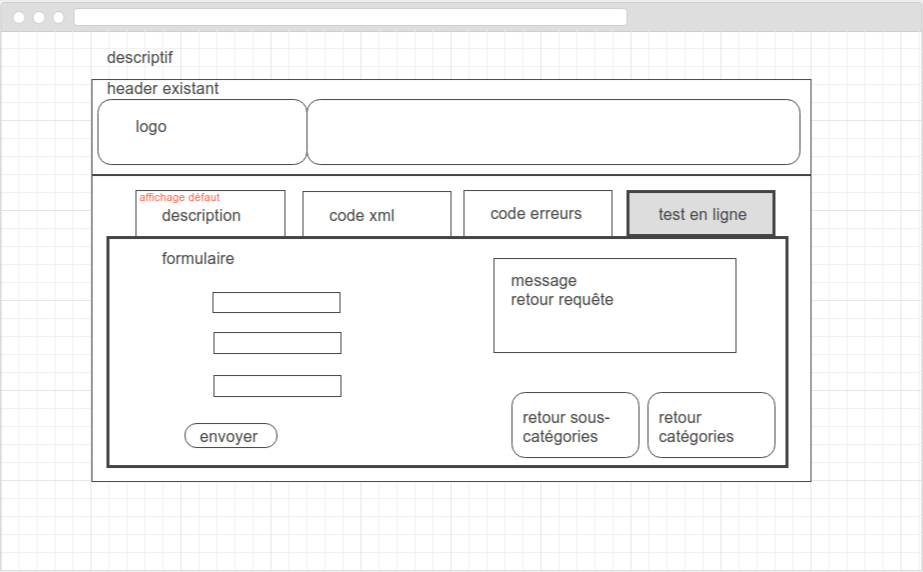 descriptif
header existant
logo
affichage défaut
description
code xml
code erreurs
test en ligne
formulaire
message
retour requête
retour sous-
catégories
retour
catégories
envoyer